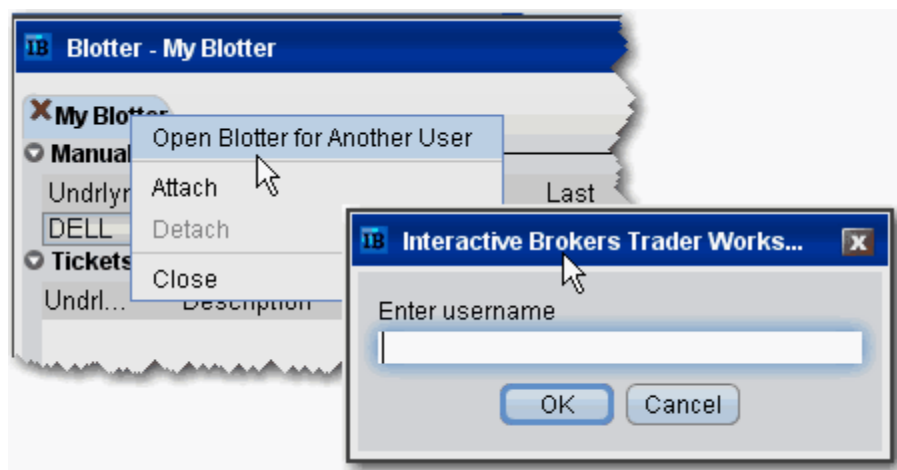 IB Blotter - My Blotter
My Blotter
Open Blotter for Another User
Manual
Undrlyn
Attach
Last
DELL
Detach
IB Interactive Brokers Trader Works...
Tickets
Close
Undrl... Description
Enter username
OK Cancel